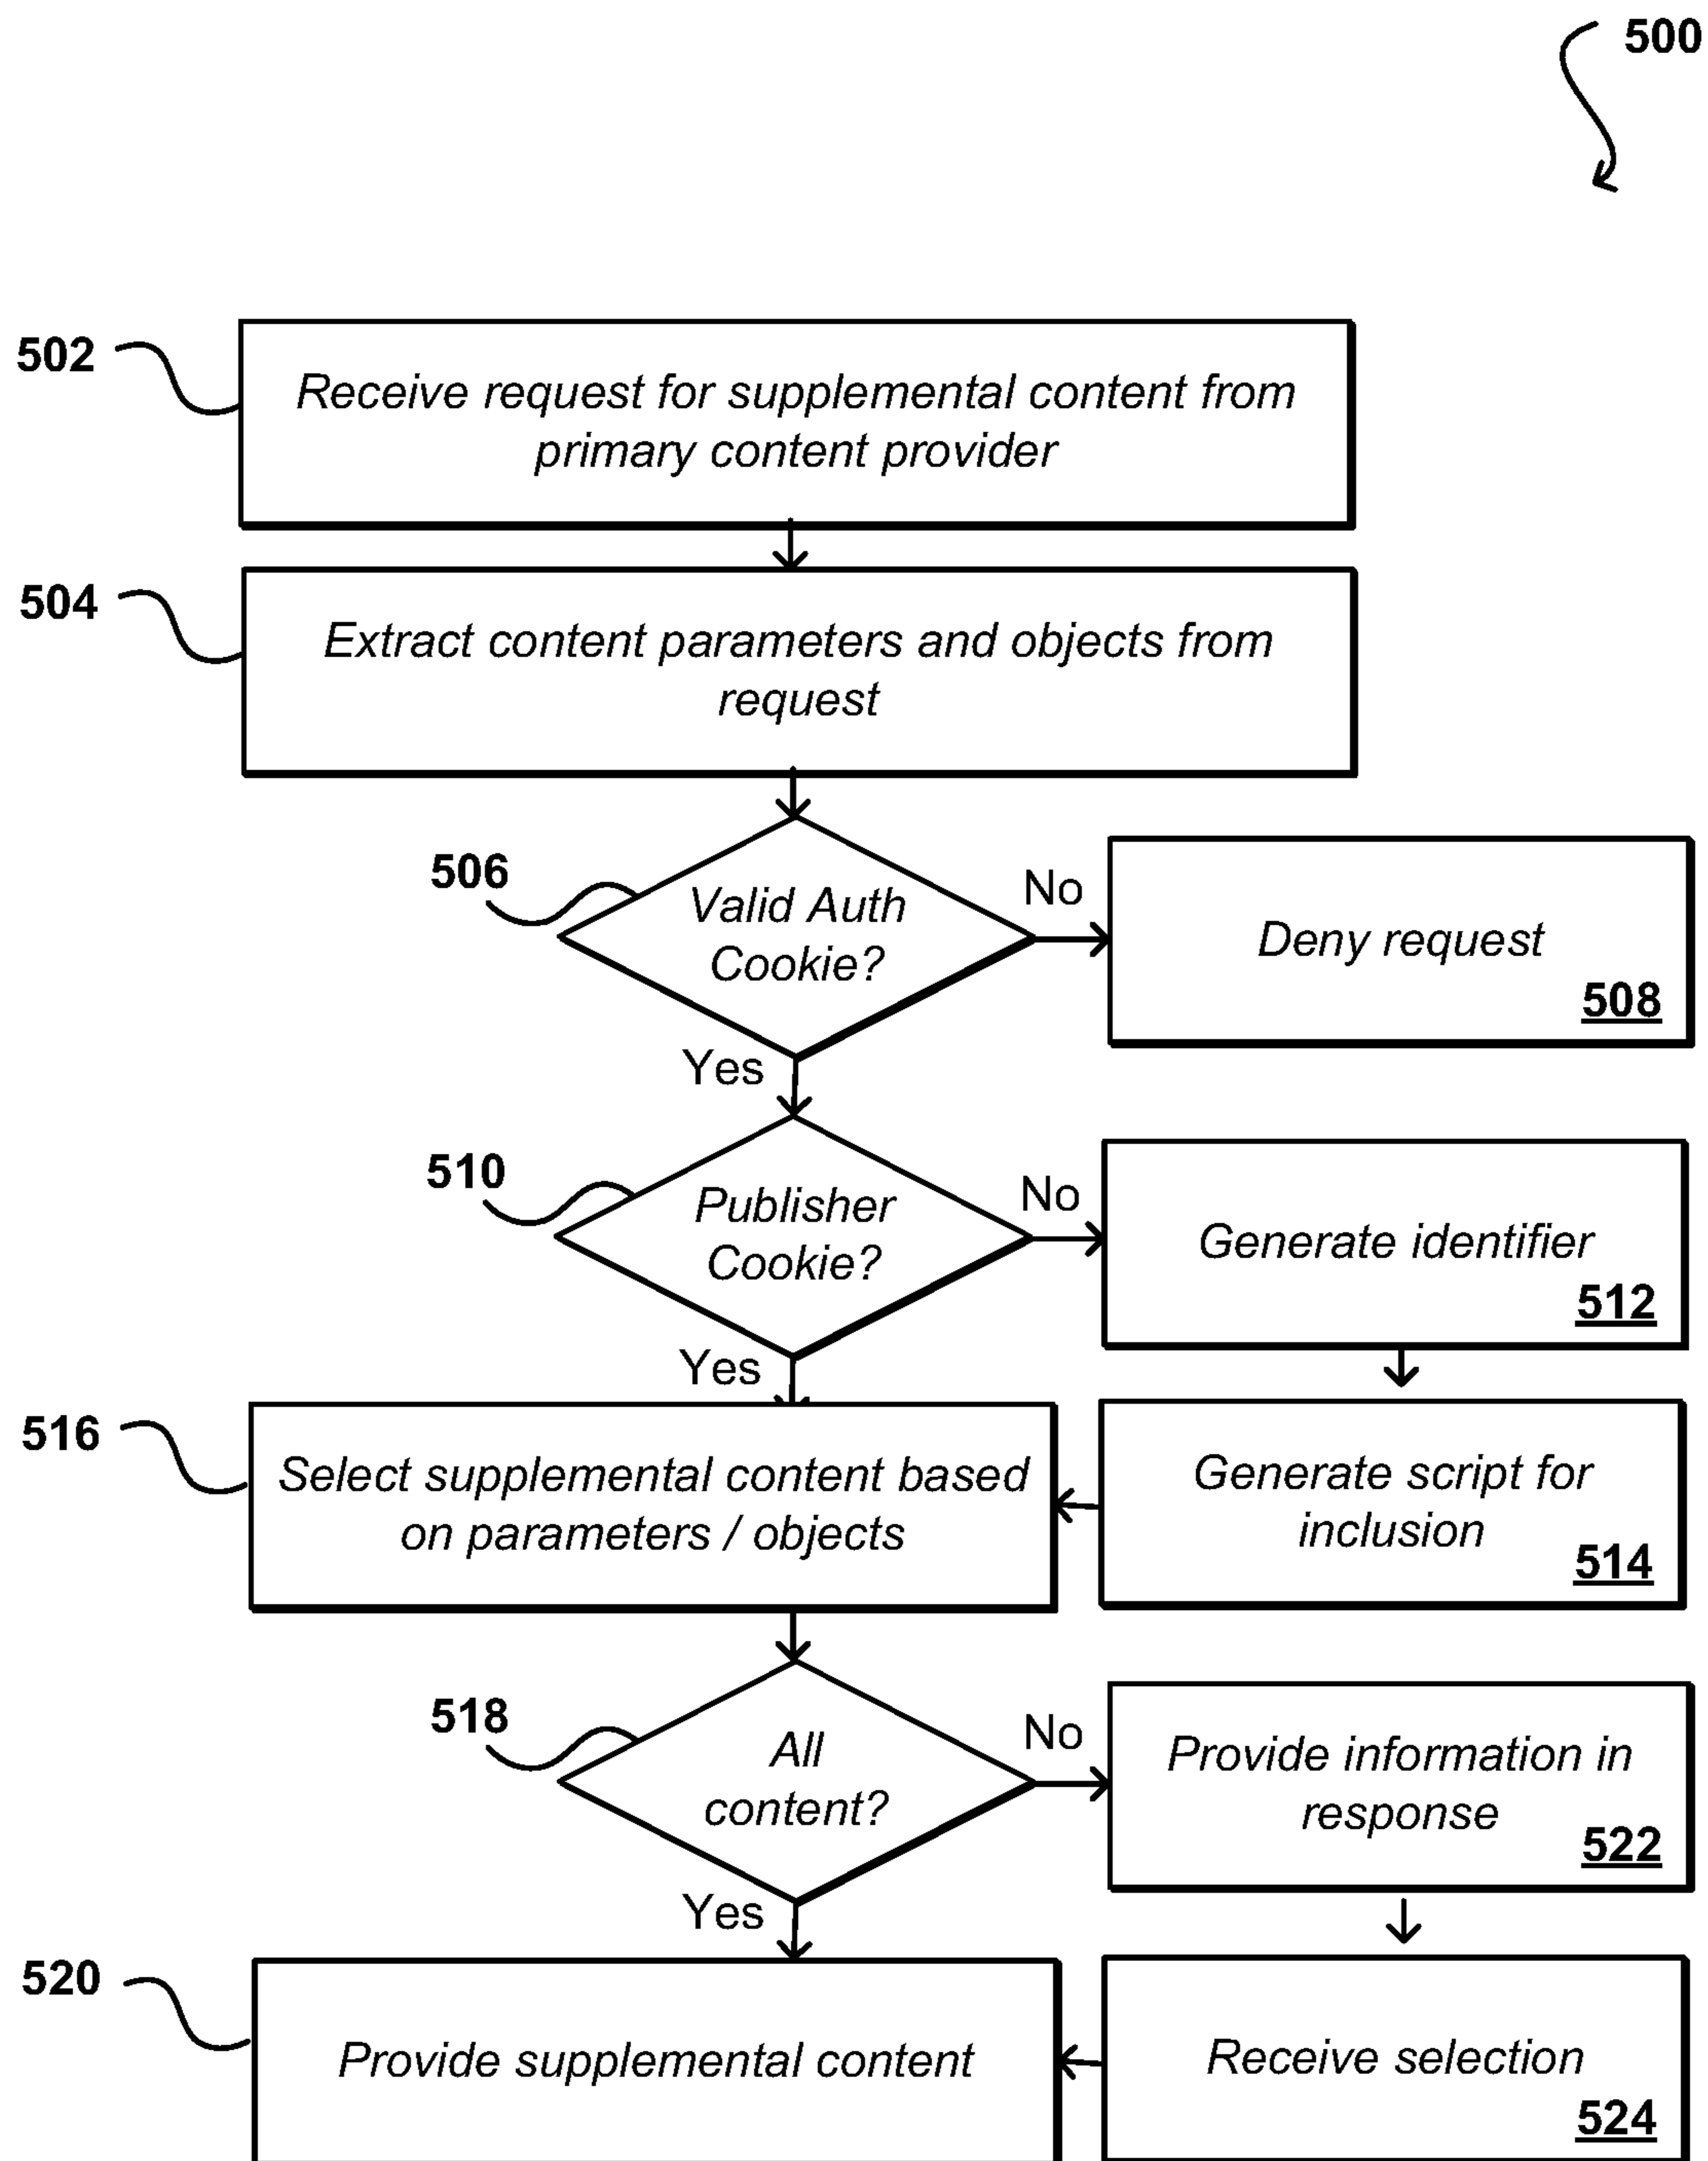 500
502
Receive request for supplemental content from
primary content provider
504
Extract content parameters and objects from
request
506
Valid Auth
Cookie?
No
Deny request
508
Yes
510
Publisher
Cookie?
No
Generate identifier
512
Yes
516
Select supplemental content based
on parameters / objects
Generate script for
inclusion
514
518
All
content?
No
Provide information in
response
522
Yes
520
Provide supplemental content
Receive selection
524